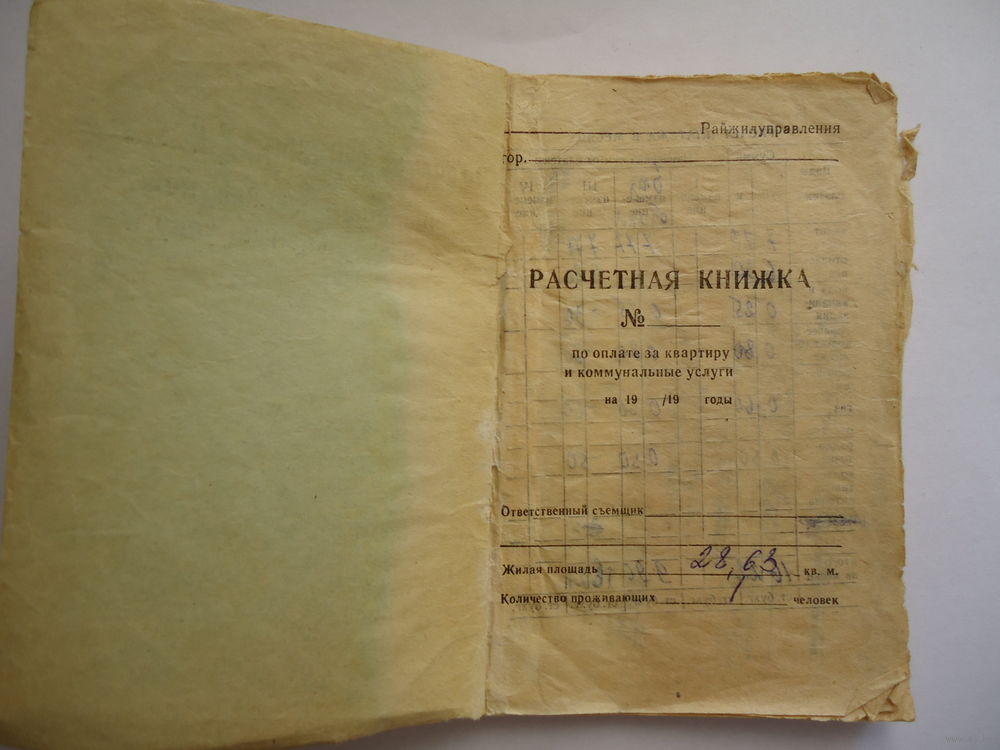 Райжилуправления
гор.
РАСЧЕТНАЯ КНИЖКА
№
по оплате за квартиру
и коммунальные услуги
на 19 /19 годы
Ответственный съемщик
Жилая площадь 28,63 кв. м.
Количество проживающих человек